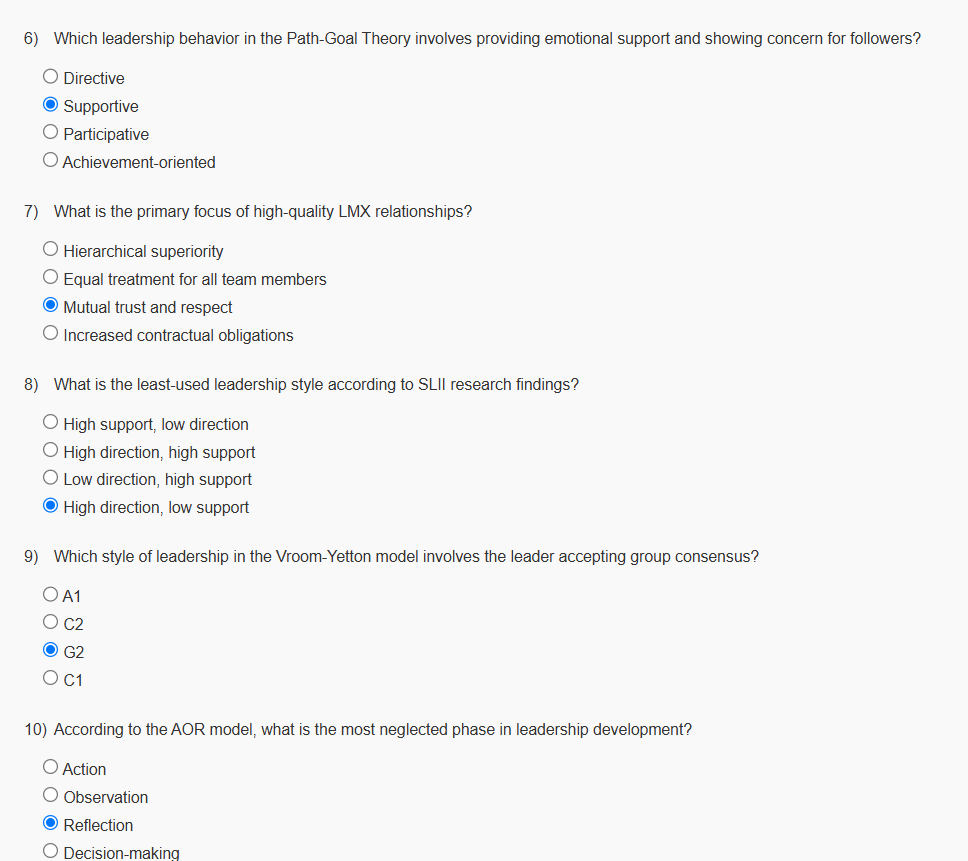 6) Which leadership behavior in the Path-Goal Theory involves providing emotional support and showing concern for followers?
Directive
Supportive
Participative
Achievement-oriented
7) What is the primary focus of high-quality LMX relationships?
Hierarchical superiority
Equal treatment for all team members
Mutual trust and respect
Increased contractual obligations
8) What is the least-used leadership style according to SLII research findings?
High support, low direction
High direction, high support
Low direction, high support
High direction, low support
9) Which style of leadership in the Vroom-Yetton model involves the leader accepting group consensus?
A1
C2
G2
C1
10) According to the AOR model, what is the most neglected phase in leadership development?
Action
Observation
Reflection
Decision-making